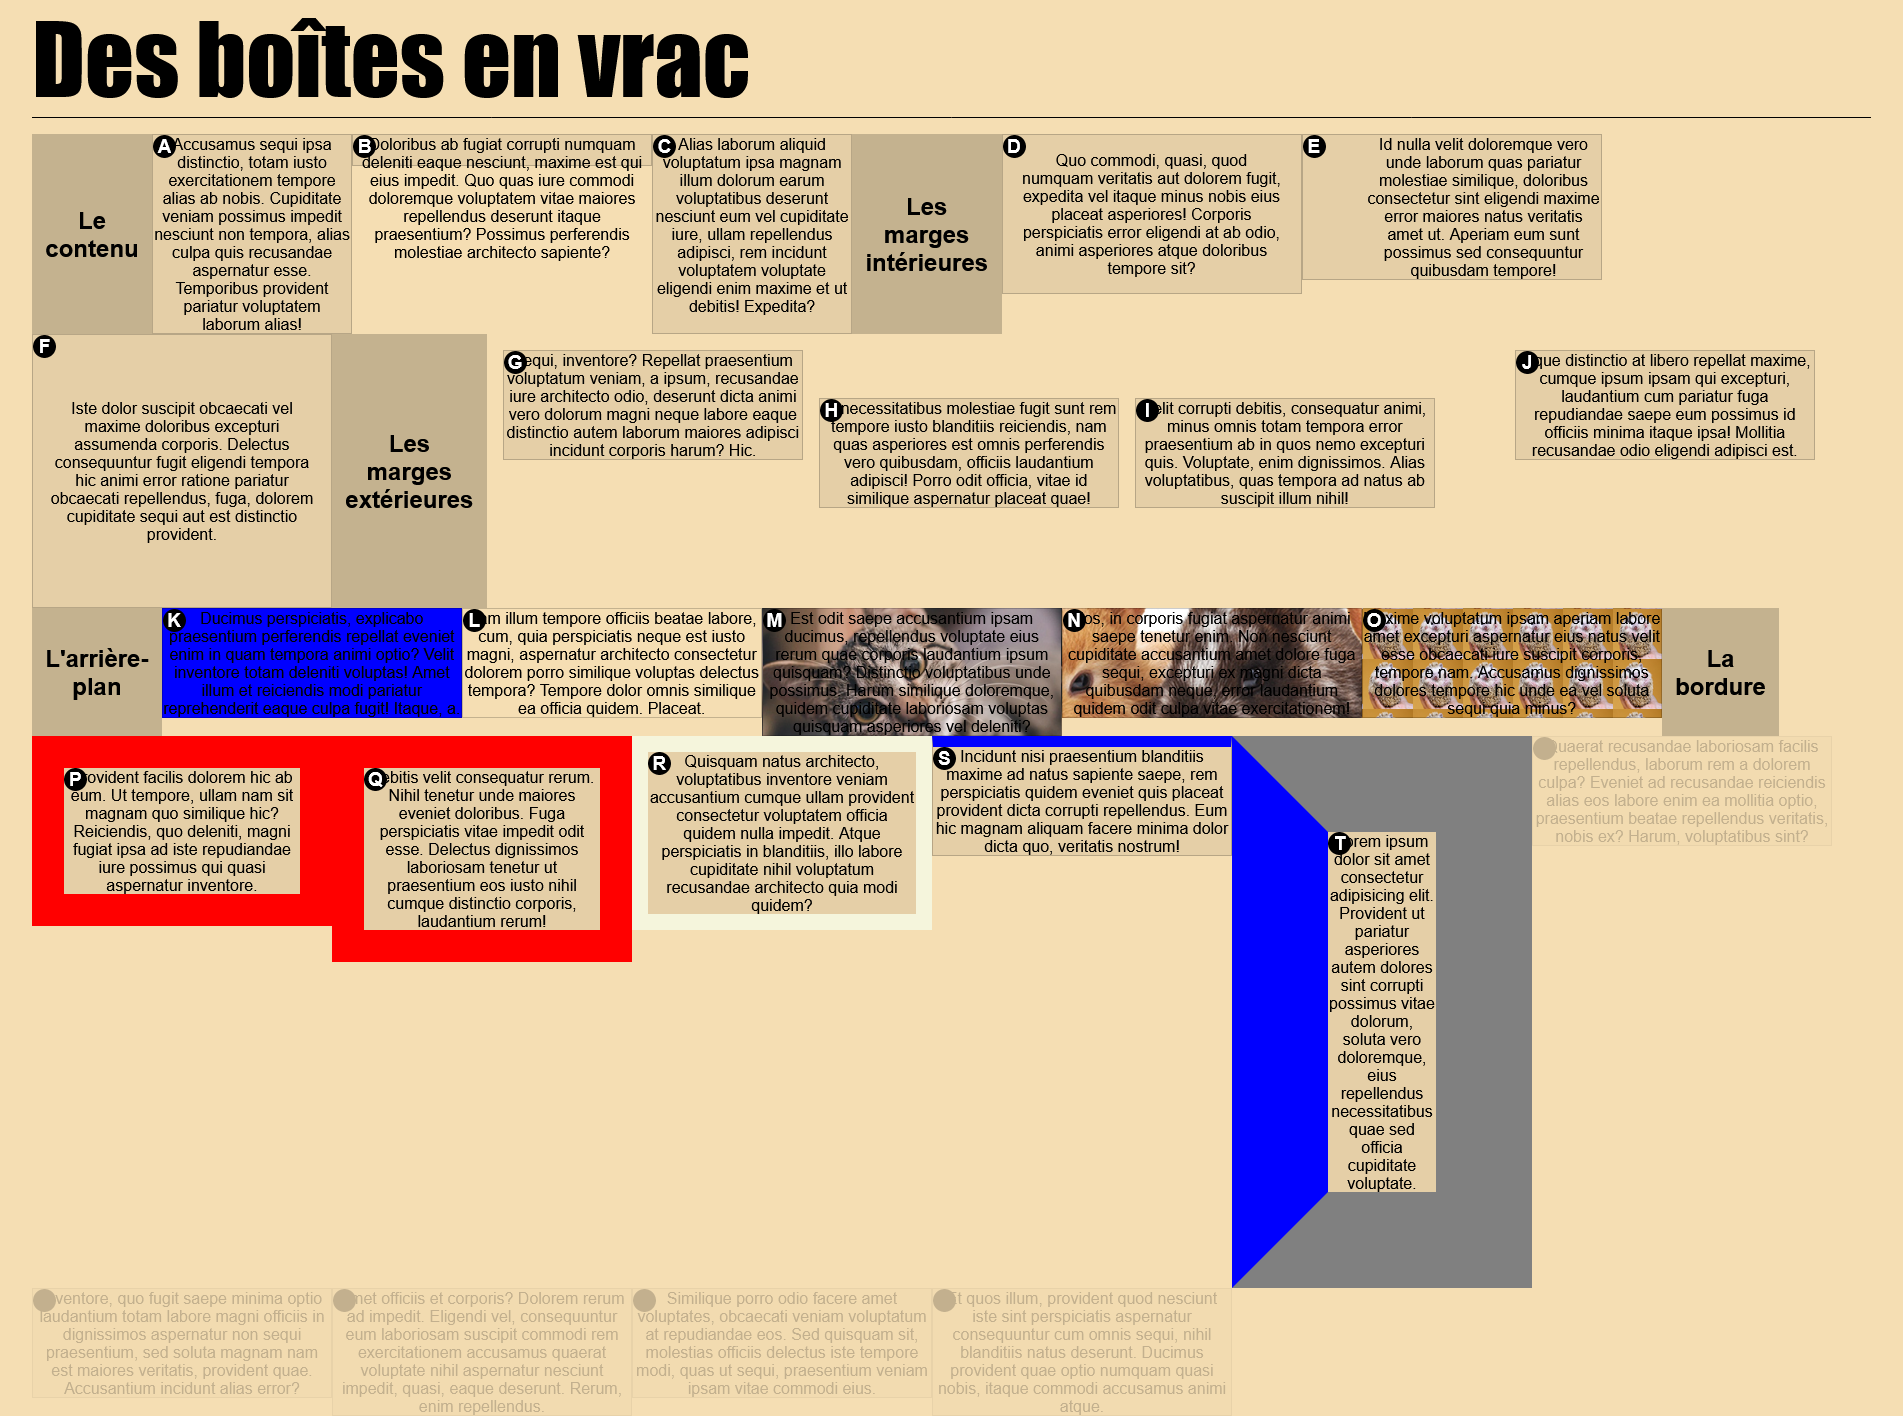 Des boîtes en vrac
Le
contenu
A
Accusamus sequi ipsa
distinctio, totam iusto
exercitationem tempore
alias ab nobis. Cupiditate
veniam possimus impedit
nesciunt non tempora, alias
culpa quis recusandae
aspernatur esse.
Temporibus provident
pariatur voluptatem
laborum alias!
B
Doloribus ab fugiat corrupti numquam
deleniti eaque nesciunt, maxime est qui
eius impedit. Quo quas iure commodi
doloremque voluptatem vitae maiores
repellendus deserunt itaque
praesentium? Possimus perferendis
molestiae architecto sapiente?
C
Alias laborum aliquid
voluptatum ipsa magnam
illum dolorum earum
voluptatibus deserunt
nesciunt eum vel cupiditate
iure, ullam repellendus
adipisci, rem incidunt
voluptatem voluptate
eligendi enim maxime et ut
debitis! Expedita?
Les
marges
intérieures
D
Quo commodi, quasi, quod
numquam veritatis aut dolorem fugit,
expedita vel itaque minus nobis eius
placeat asperiores! Corporis
perspiciatis error eligendi at ab odio,
animi asperiores atque doloribus
tempore sit?
E
Id nulla velit doloremque vero
unde laborum quas pariatur
molestiae similique, doloribus
consectetur sint eligendi maxime
error maiores natus veritatis
amet ut. Aperiam eum sunt
possimus sed consequuntur
quibusdam tempore!
F
Iste dolor suscipit obcaecati vel
maxime doloribus excepturi
assumenda corporis. Delectus
consequuntur fugit eligendi tempora
hic animi error ratione pariatur
obcaecati repellendus, fuga, dolorem
cupiditate sequi aut est distinctio
provident.
Les
marges
extérieures
G
equi, inventore? Repellat praesentium
voluptatum veniam, a ipsum, recusandae
iure architecto odio, deserunt dicta animi
vero dolorum magni neque labore eaque
distinctio autem laborum maiores adipisci
incidunt corporis harum? Hic.
H
necessitatibus molestiae fugit sunt rem
tempore iusto blanditiis reiciendis, nam
quas asperiores est omnis perferendis
vero quibusdam, officiis laudantium
adipisci! Porro odit officia, vitae id
similique aspernatur placeat quae!
I
elit corrupti debitis, consequatur animi,
minus omnis totam tempora error
praesentium ab in quos nemo excepturi
quis. Voluptate, enim dignissimos. Alias
voluptatibus, quas tempora ad natus ab
suscipit illum nihil!
J
que distinctio at libero repellat maxime,
cumque ipsum ipsam qui excepturi,
laudantium cum pariatur fuga
repudiandae saepe eum possimus id
officiis minima itaque ipsa! Mollitia
recusandae odio eligendi adipisci est.
L'arrière-
plan
K
Ducimus perspiciatis, explicabo
praesentium perferendis repellat eveniet
enim in quam tempora animi optio? Velit
inventore totam deleniti voluptas! Amet
illum et reiciendis modi pariatur
reprehenderit eaque culpa fugit! Itaque, a
L
am illum tempore officiis beatae labore,
cum, quia perspiciatis neque est iusto
magni, aspernatur architecto consectetur
dolorem porro similique voluptas delectus
tempora? Tempore dolor omnis similique
ea officia quidem. Placeat.
M
Est odit saepe accusantium ipsam
ducimus, repellendus voluptate eius
rerum quae corporis laudantium ipsum
quisquam? Distinctio voluptatibus unde
possimus. Harum similique doloremque,
quidem cupiditate laboriosam voluptas
quisquam asperiores vel deleniti?
N
os, in corporis fugiat aspernatur animi
saepe tenetur enim. Non nesciunt
cupiditate accusantium amet dolore fuga
sequi, excepturi ex magni dicta
quibusdam neque, error laudantium
quidem odit culpa vitae exercitationem!
O
xime voluptatum ipsam aperiam labore
amet excepturi aspernatur eius natus velit
esse obcaecati iure suscipit corporis,
tempore nam. Accusamus dignissimos
dolores tempore hic unde ea vel soluta
sequi quia minus?
La
bordure
P
rovident facilis dolorem hic ab
eum. Ut tempore, ullam nam sit
magnam quo similique hic?
Reiciendis, quo deleniti, magni
fugiat ipsa ad iste repudiandae
iure possimus qui quasi
aspernatur inventore.
Q
ebitis velit consequatur rerum.
Nihil tenetur unde maiores
eveniet doloribus. Fuga
perspiciatis vitae impedit odit
esse. Delectus dignissimos
laboriosam tenetur ut
praesentium eos iusto nihil
cumque distinctio corporis,
laudantium rerum!
R
Quisquam natus architecto,
voluptatibus inventore veniam
accusantium cumque ullam provident
consectetur voluptatem officia
quidem nulla impedit. Atque
perspiciatis in blanditiis, illo labore
cupiditate nihil voluptatum
recusandae architecto quia modi
quidem?
S
Incidunt nisi praesentium blanditiis
maxime ad natus sapiente saepe, rem
perspiciatis quidem eveniet quis placeat
provident dicta corrupti repellendus. Eum
hic magnam aliquam facere minima dolor
dicta quo, veritatis nostrum!
T
orem ipsum
dolor sit amet
consectetur
adipisicing elit.
Provident ut
pariatur
asperiores
autem dolores
sint corrupti
possimus vitae
dolorum,
soluta vero
doloremque,
eius
repellendus
necessitatibus
quae sed
officia
cupiditate
voluptate.
uaerat recusandae laboriosam facilis
repellendus, laborum rem a dolorem
culpa? Eveniet ad recusandae reiciendis
alias eos labore enim ea mollitia optio,
praesentium beatae repellendus veritatis,
nobis ex? Harum, voluptatibus sint?
ventore, quo fugit saepe minima optio
laudantium totam labore magni officiis in
dignissimos aspernatur non sequi
praesentium, sed soluta magnam nam
est maiores veritatis, provident quae.
Accusantium incidunt alias error?
met officiis et corporis? Dolorem rerum
ad impedit. Eligendi vel, consequuntur
eum laboriosam suscipit commodi rem
exercitationem accusamus quaerat
voluptate nihil aspernatur nesciunt
impedit, quasi, eaque deserunt. Rerum,
enim repellendus.
Similique porro odio facere amet
voluptates, obcaecati veniam voluptatum
at repudiandae eos. Sed quisquam sit,
molestias officiis delectus iste tempore
modi, quas ut sequi, praesentium veniam
ipsam vitae commodi eius.
t quos illum, provident quod nesciunt
iste sint perspiciatis aspernatur
consequuntur cum omnis sequi, nihil
blanditiis natus deserunt. Ducimus
provident quae optio numquam quasi
nobis, itaque commodi accusamus animi
atque.